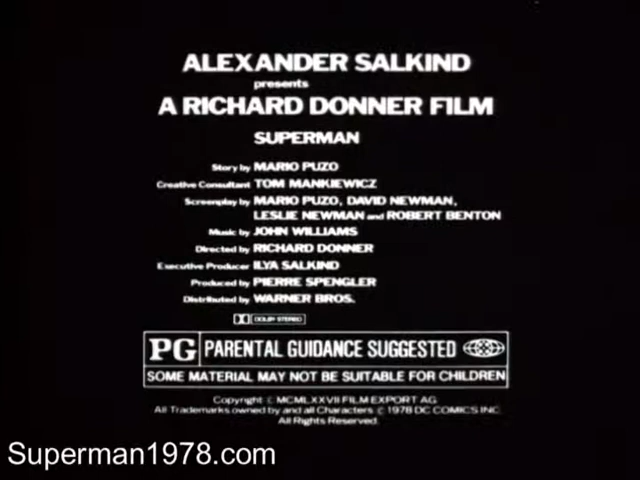 ALEXANDER SALKIND
presents
A RICHARD DONNER FILM
SUPERMAN
Story by MARIO PUZO
Creative Consultant TOM MANKIEWICZ
Screenplay by MARIO PUZO, DAVID NEWMAN,
LESLIE NEWMAN and ROBERT BENTON
Music by JOHN WILLIAMS
Directed by RICHARD DONNER
Executive Producer ILYA SALKIND
Produced by PIERRE SPENGLER
Distributed by WARNER BROS.
DOLBY STEREO
PG PARENTAL GUIDANCE SUGGESTED
SOME MATERIAL MAY NOT BE SUITABLE FOR CHILDREN
Copyright © MCMLXXVII FILM EXPORT AG
All Trademarks owned by and all Characters © 1978 DC COMICS INC
All Rights Reserved.
Superman1978.com